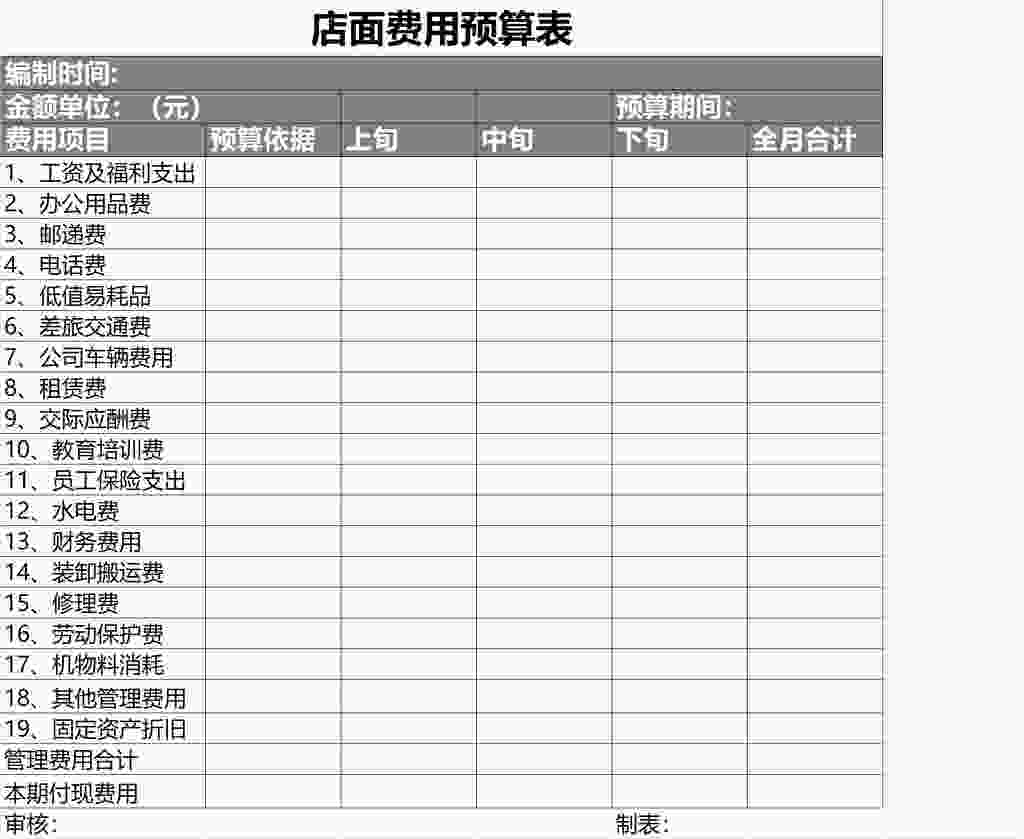 店面费用预算表
编制时间:
金额单位：（元） 预算期间:
费用项目 预算依据 上旬 中旬 下旬 全月合计
1、工资及福利支出
2、办公用品费
3、邮递费
4、电话费
5、低值易耗品
6、差旅交通费
7、公司车辆费用
8、租赁费
9、交际应酬费
10、教育培训费
11、员工保险支出
12、水电费
13、财务费用
14、装卸搬运费
15、修理费
16、劳动保护费
17、机物料消耗
18、其他管理费用
19、固定资产折旧
管理费用合计
本期付现费用
审核: 制表: